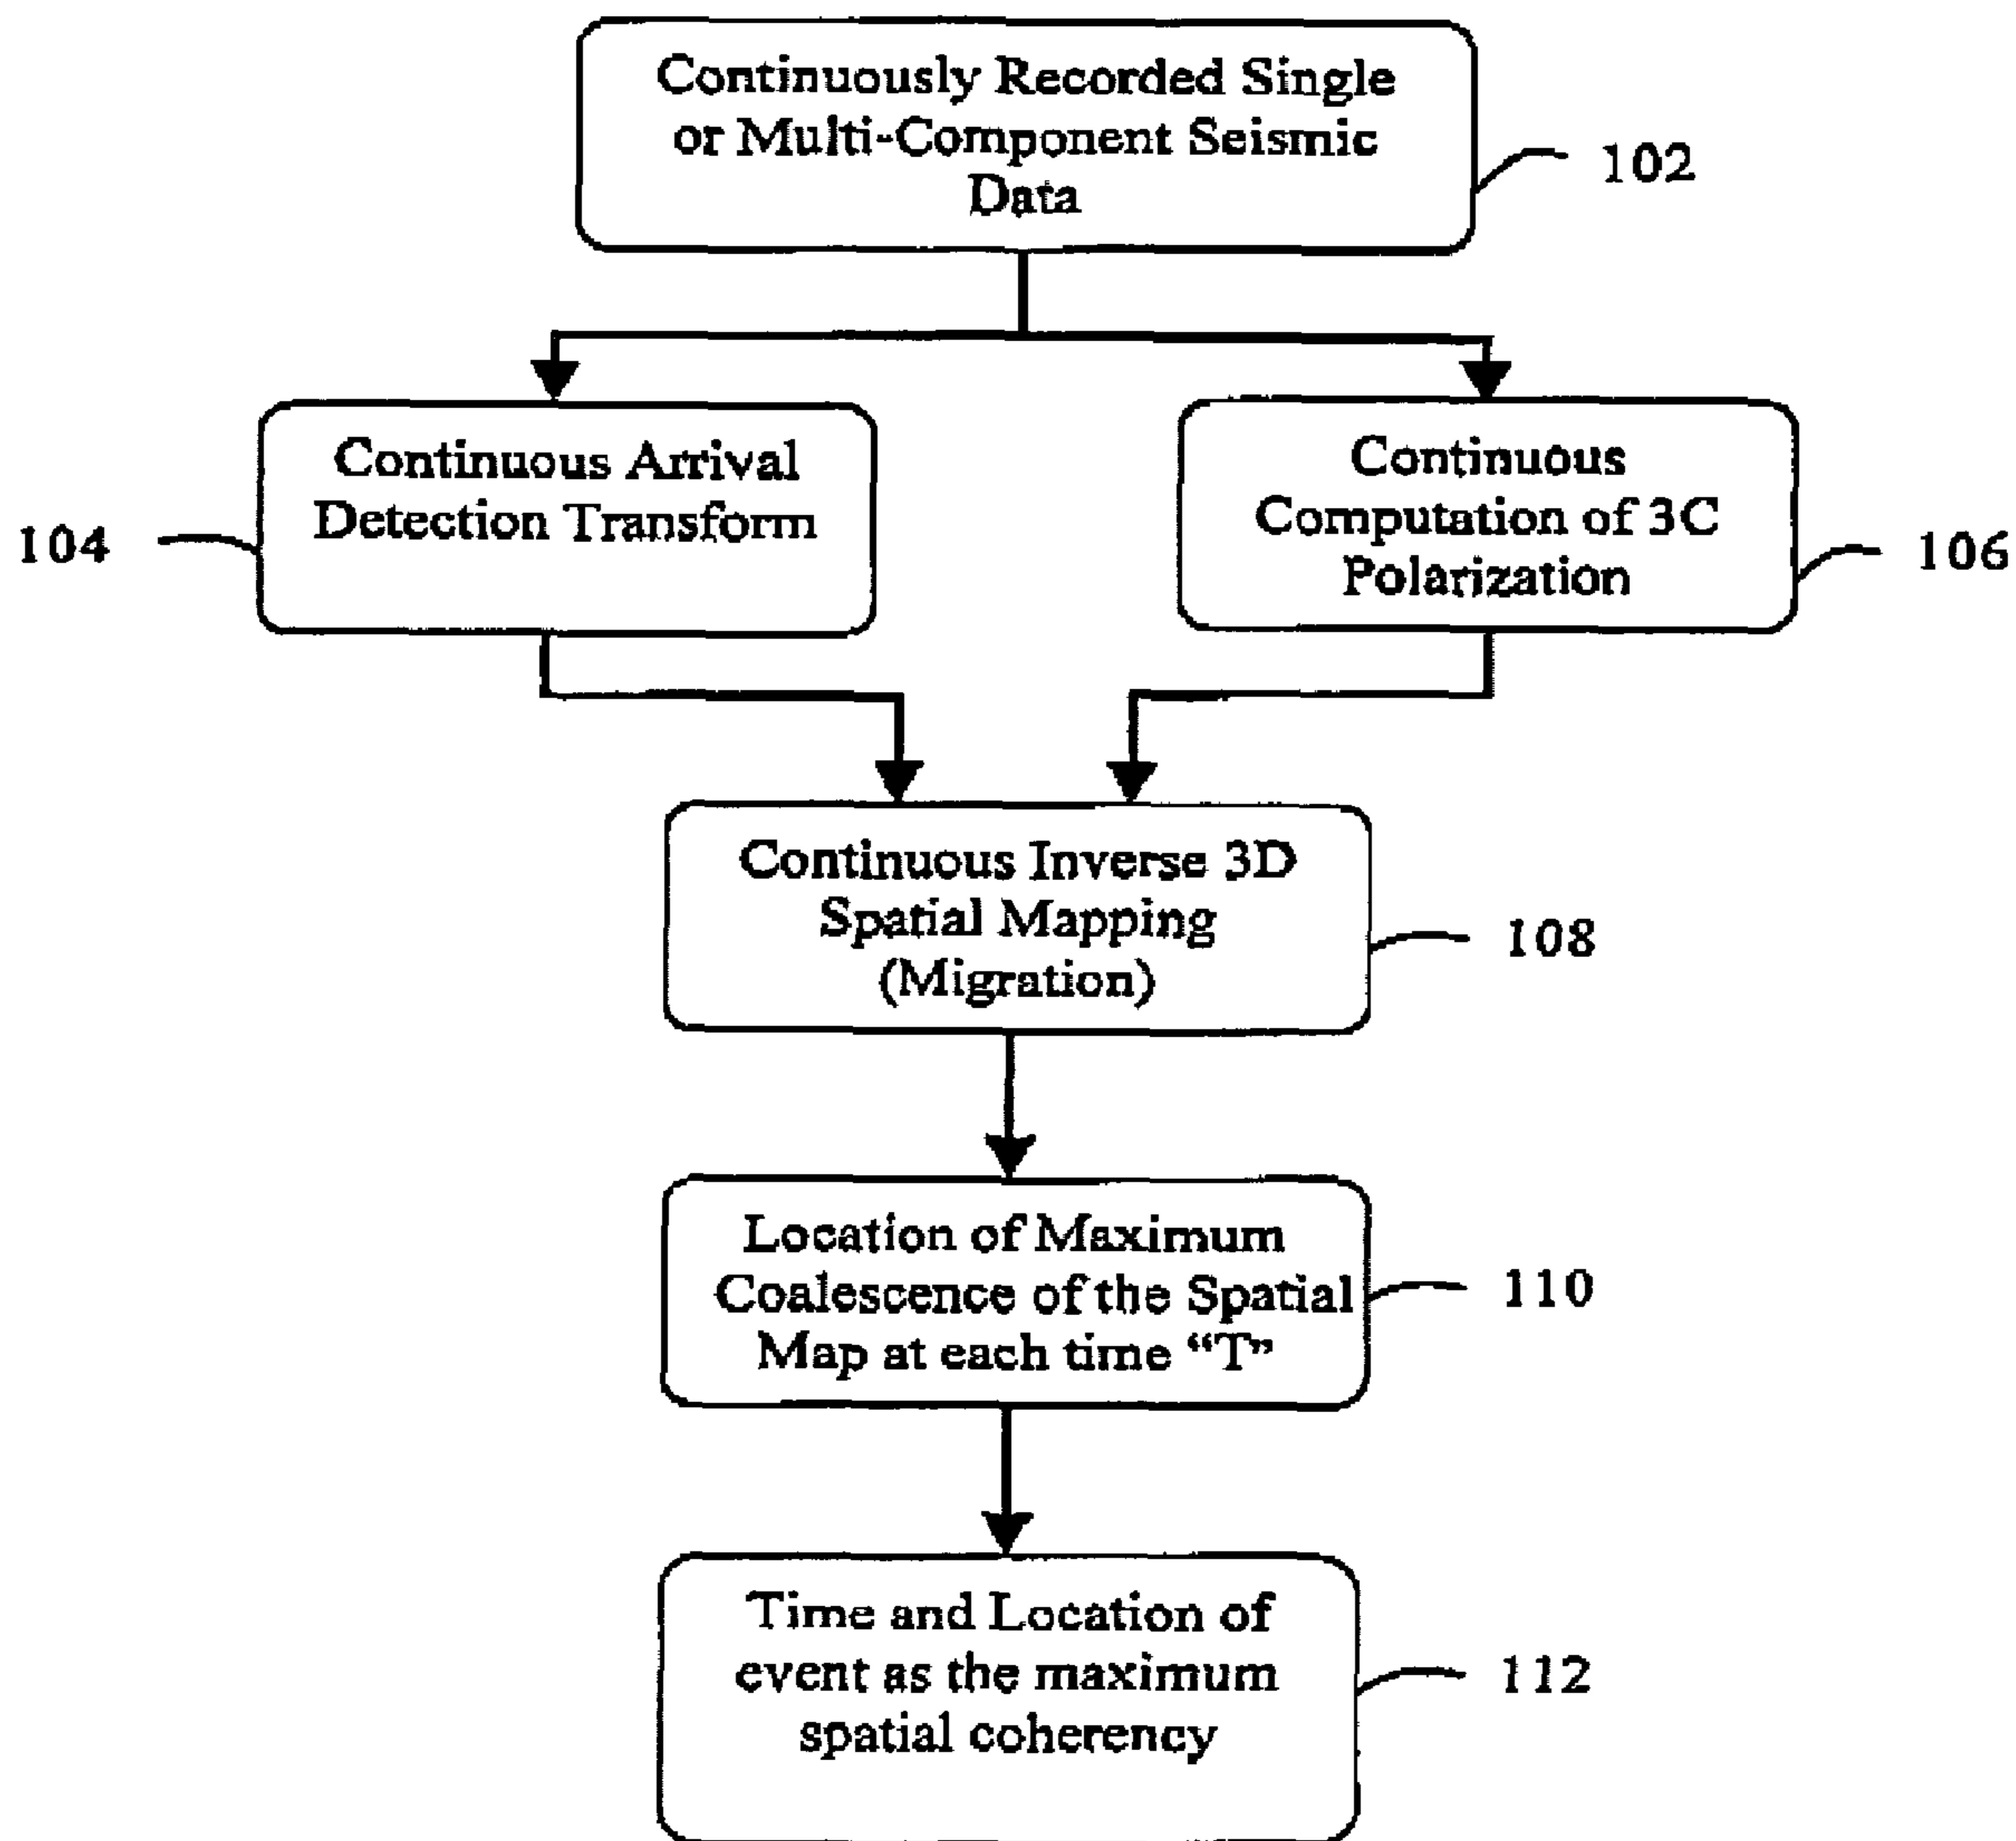 Continuously Recorded Single
or Multi-Component Seismic
Data
102
Continuous Arrival
Detection Transform
104
Continuous
Computation of 3C
Polarization
106
Continuous Inverse 3D
Spatial Mapping
(Migration)
108
Location of Maximum
Coalescence of the Spatial
Map at each time “T”
110
Time and Location of
event as the maximum
spatial coherency
112